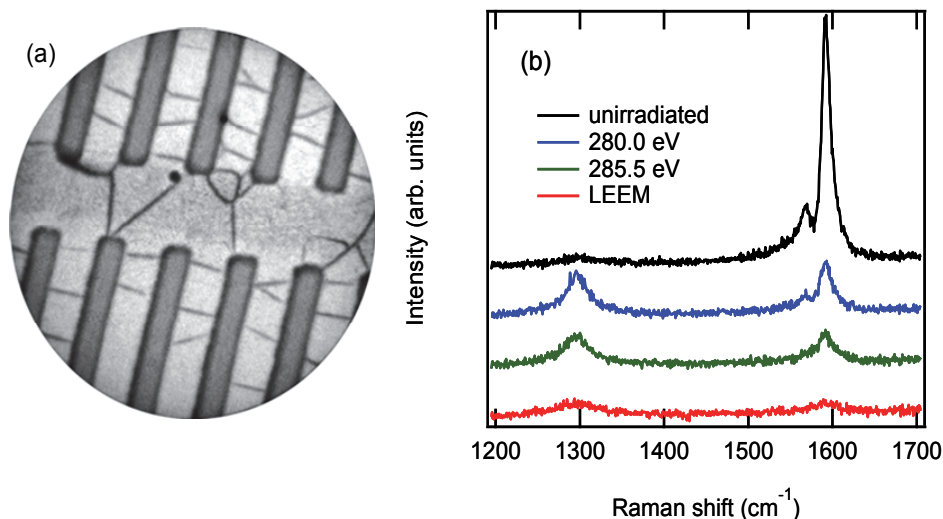 (a)
(b)
unirradiated
280.0 eV
285.5 eV
LEEM
Intensity (arb. units)
1200 1300 1400 1500 1600 1700
Raman shift (cm⁻¹)